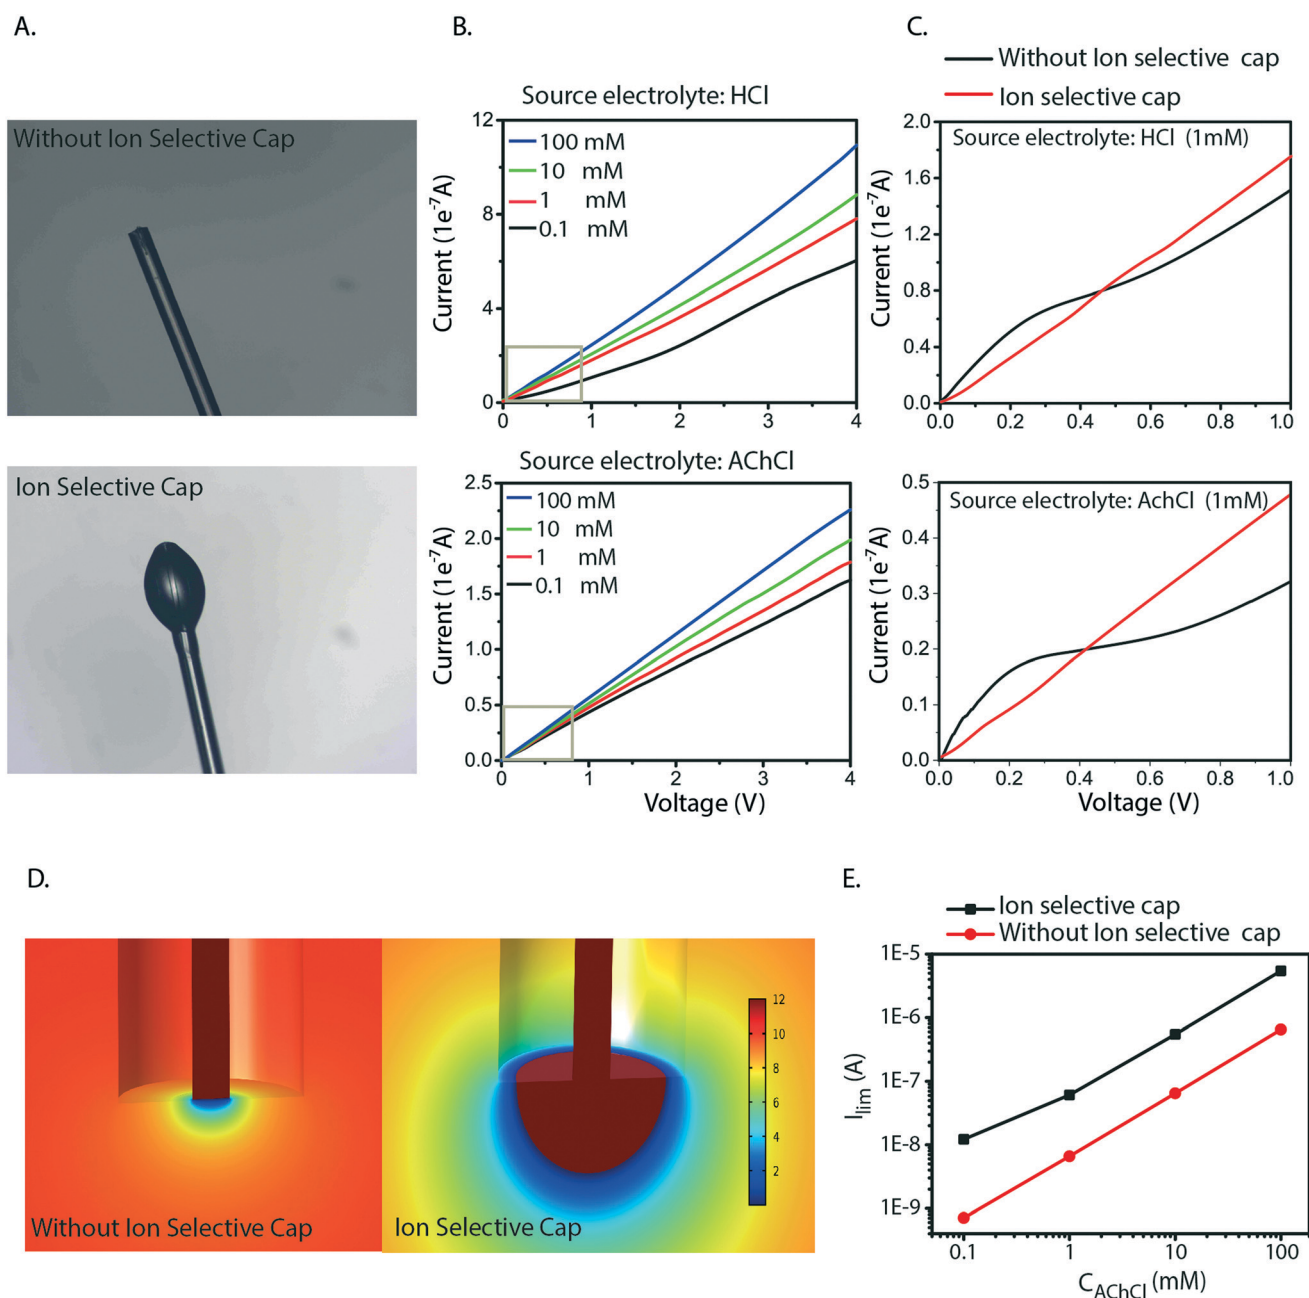 A.
Without Ion Selective Cap
Ion Selective Cap
B.
Source electrolyte: HCl
100 mM
10 mM
1 mM
0.1 mM
Current (1e⁻⁷A)
12
8
4
0
0 1 2 3 4
Source electrolyte: AChCl
100 mM
10 mM
1 mM
0.1 mM
Current (1e⁻⁷A)
2.5
2.0
1.5
1.0
0.5
0.0
0 1 2 3 4
Voltage (V)
C.
Without Ion selective cap
Ion selective cap
Source electrolyte: HCl (1mM)
Current (1e⁻⁷A)
2.0
1.6
1.2
0.8
0.4
0.0
0.0 0.2 0.4 0.6 0.8 1.0
Source electrolyte: AchCl (1mM)
Current (1e⁻⁷A)
0.5
0.4
0.3
0.2
0.1
0.0
0.0 0.2 0.4 0.6 0.8 1.0
Voltage (V)
D.
Without Ion Selective Cap
Ion Selective Cap
12
10
8
6
4
2
E.
Ion selective cap
Without Ion selective cap
I_lim (A)
1E-5
1E-6
1E-7
1E-8
1E-9
0.1 1 10 100
C_AChCl (mM)